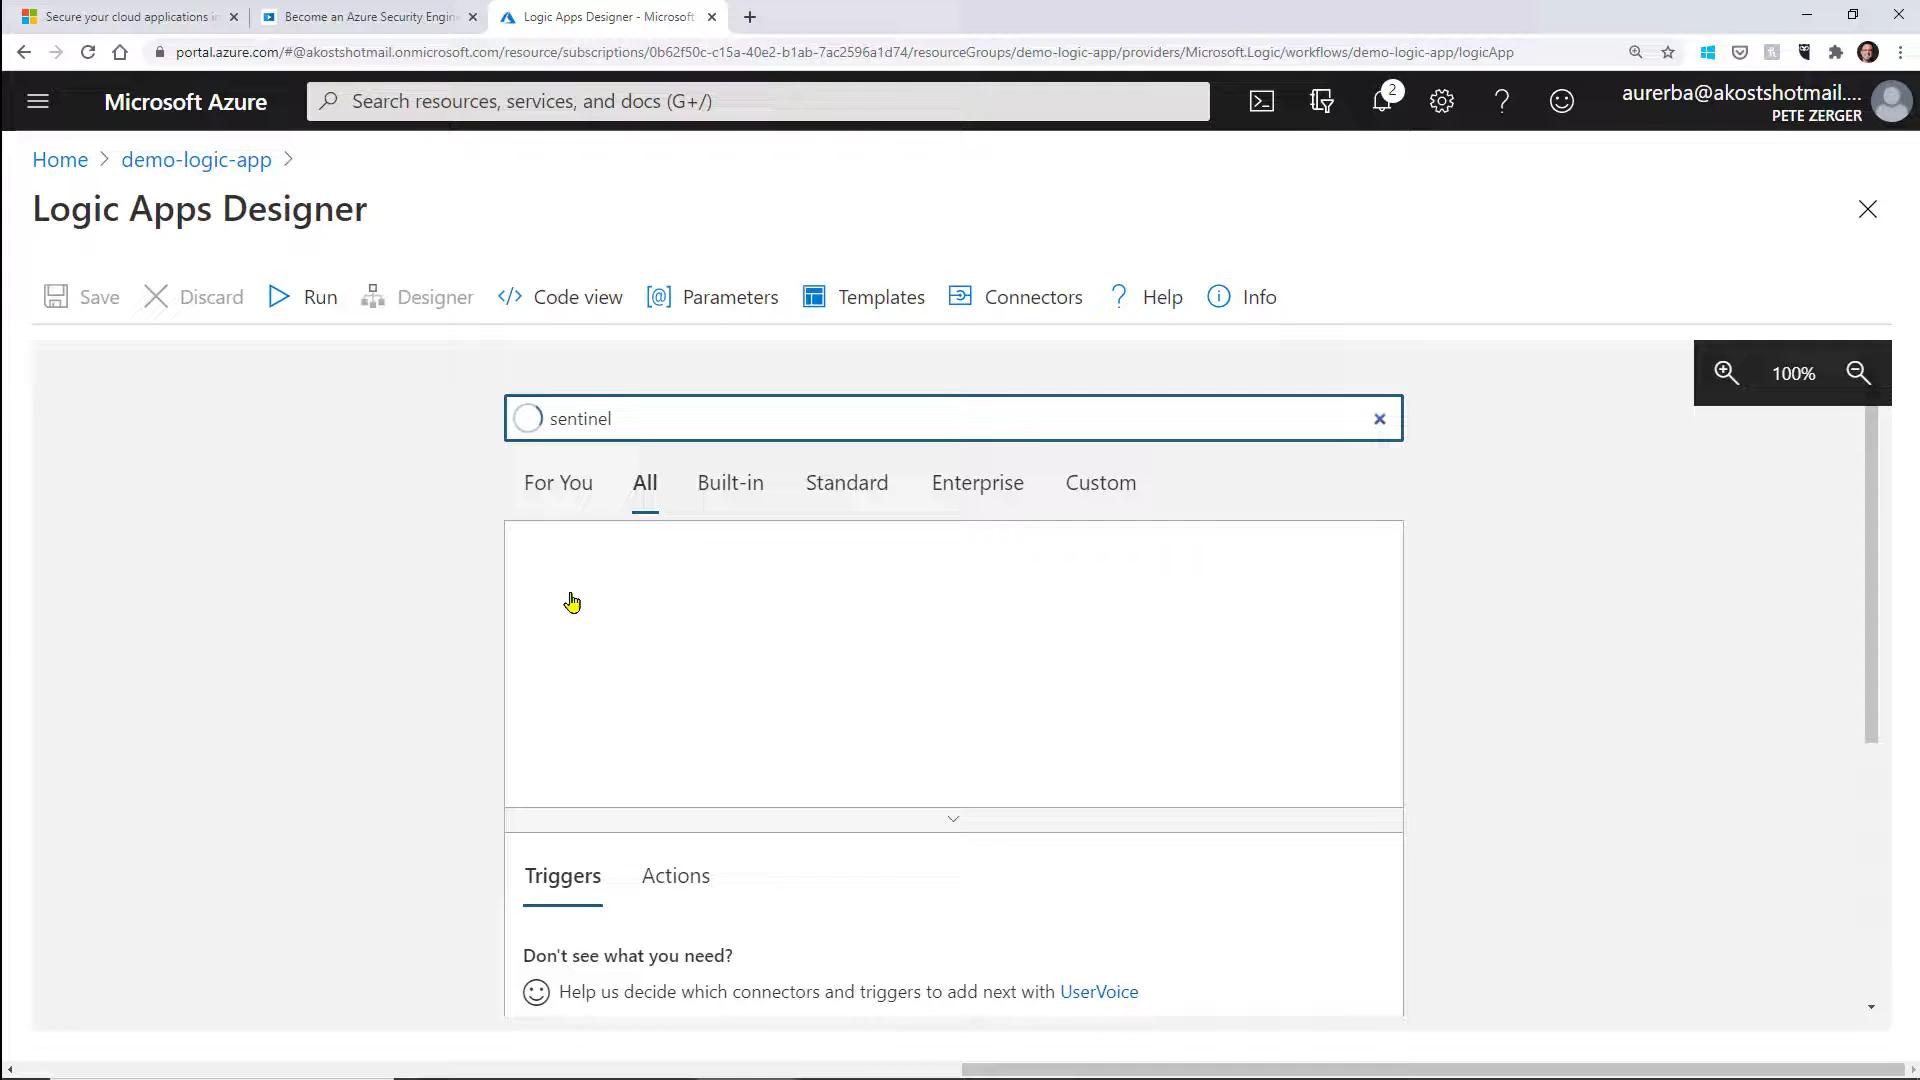 Secure your cloud applications in
Become an Azure Security Engine
Logic Apps Designer - Microsoft
portal.azure.com/#@akostshotmail.onmicrosoft.com/resource/subscriptions/0b62f50c-c15a-40e2-b1ab-7ac2596a1d74/resourceGroups/demo-logic-app/providers/Microsoft.Logic/workflows/demo-logic-app/logicApp
Microsoft Azure
Search resources, services, and docs (G+/)
2
aurerba@akostshotmail....
PETE ZERGER
Home > demo-logic-app >
Logic Apps Designer
Save Discard Run Designer Code view Parameters Templates Connectors Help Info
100%
sentinel
For You All Built-in Standard Enterprise Custom
Triggers Actions
Don't see what you need?
Help us decide which connectors and triggers to add next with UserVoice